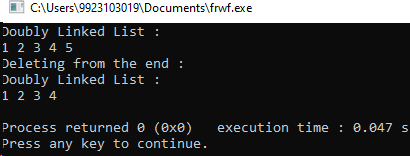 C:\Users\9923103019\Documents\frwf.exe
Doubly Linked List :
1 2 3 4 5
Deleting from the end :
Doubly Linked List :
1 2 3 4
Process returned 0 (0x0)   execution time : 0.047 s
Press any key to continue.